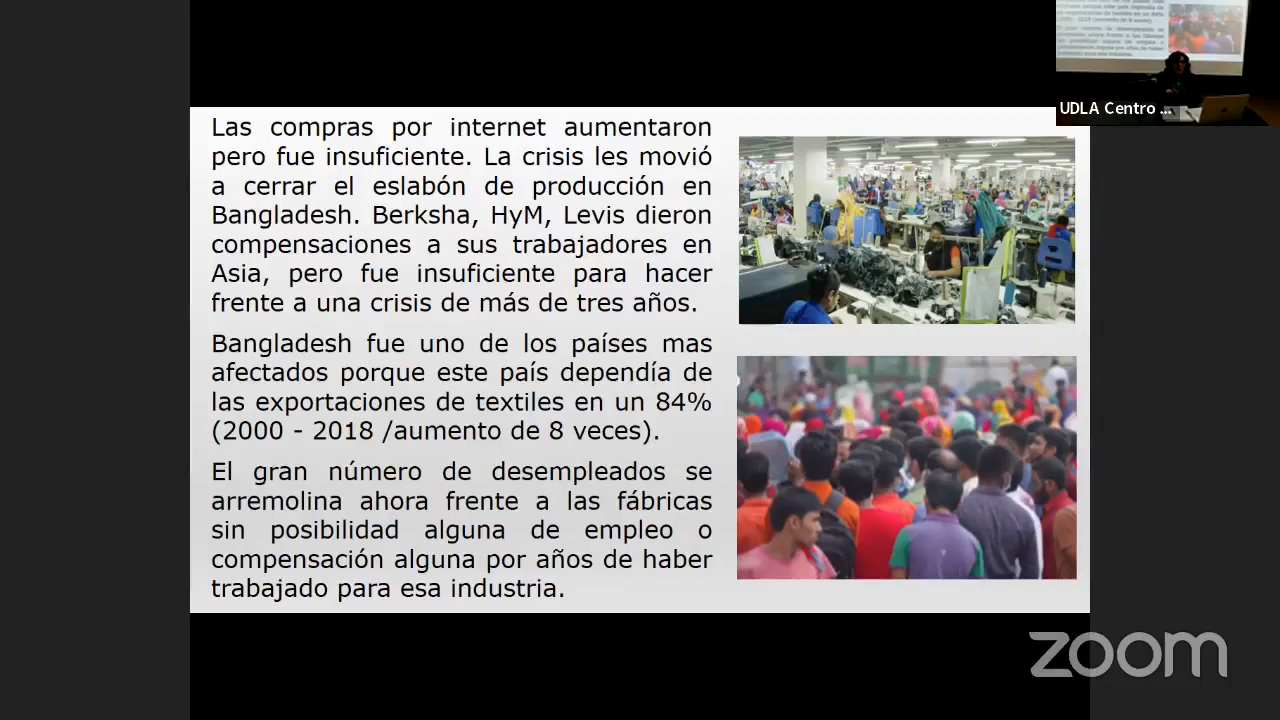 Las compras por internet aumentaron
pero fue insuficiente. La crisis les movió
a cerrar el eslabón de producción en
Bangladesh. Berksha, HyM, Levis dieron
compensaciones a sus trabajadores en
Asia, pero fue insuficiente para hacer
frente a una crisis de más de tres años.
Bangladesh fue uno de los países mas
afectados porque este país dependía de
las exportaciones de textiles en un 84%
(2000 - 2018 /aumento de 8 veces).
El gran número de desempleados se
arremolina ahora frente a las fábricas
sin posibilidad alguna de empleo o
compensación alguna por años de haber
trabajado para esa industria.
UDLA Centro ...
zoom